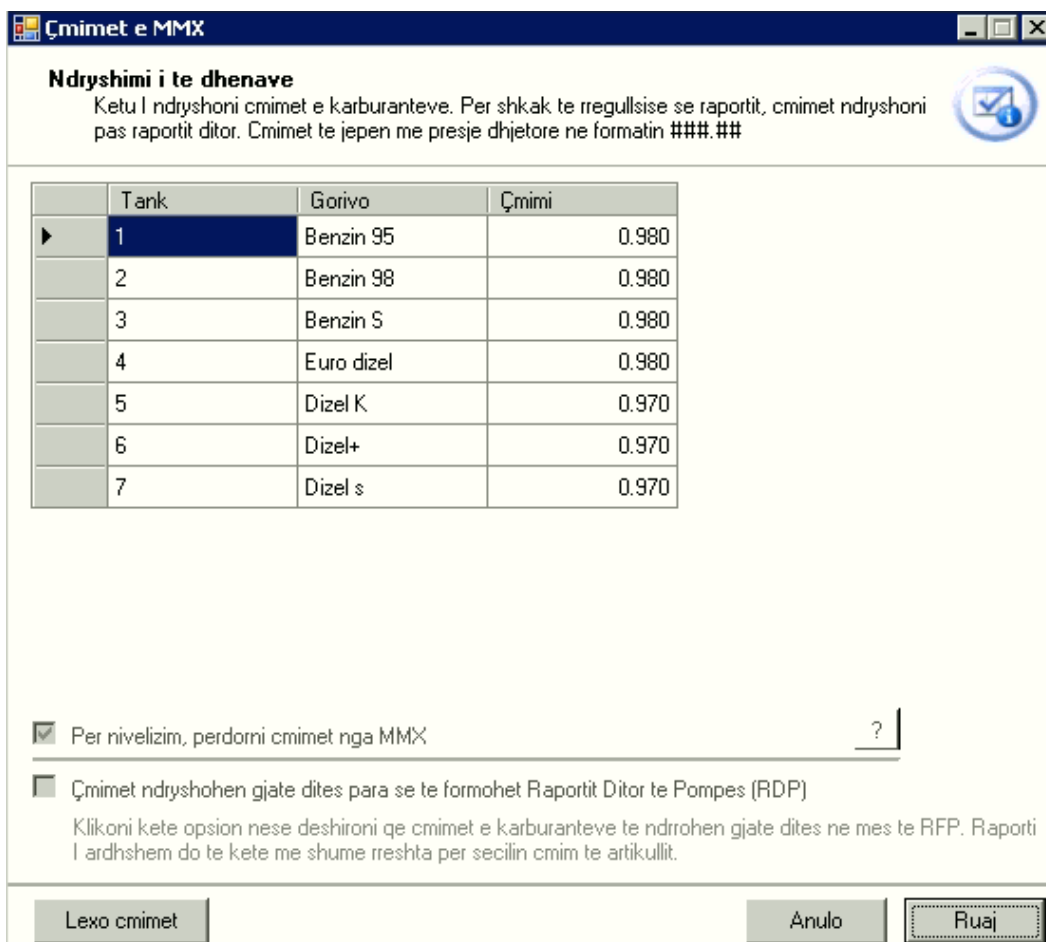 Çmimet e MMX
Ndryshimi i te dhenave
Ketu I ndryshoni cmimet e karburanteve. Per shkak te rregullsise se raportit, cmimet ndryshoni
pas raportit ditor. Cmimet te jepen me presje dhjetore ne formatin ###.##
Tank Gorivo Çmimi
1 Benzin 95 0.980
2 Benzin 98 0.980
3 Benzin S 0.980
4 Euro dizel 0.980
5 Dizel K 0.970
6 Dizel+ 0.970
7 Dizel s 0.970
Per nivelizim, perdorni cmimet nga MMX ?
Çmimet ndryshohen gjate dites para se te formohet Raportit Ditor te Pompes (RDP)
Klikoni kete opsion nese deshironi qe cmimet e karburanteve te ndrrohen gjate dites ne mes te RFP. Raporti
I ardhshem do te kete me shume rreshta per secilin cmim te artikullit.
Lexo cmimet Anulo Ruaj